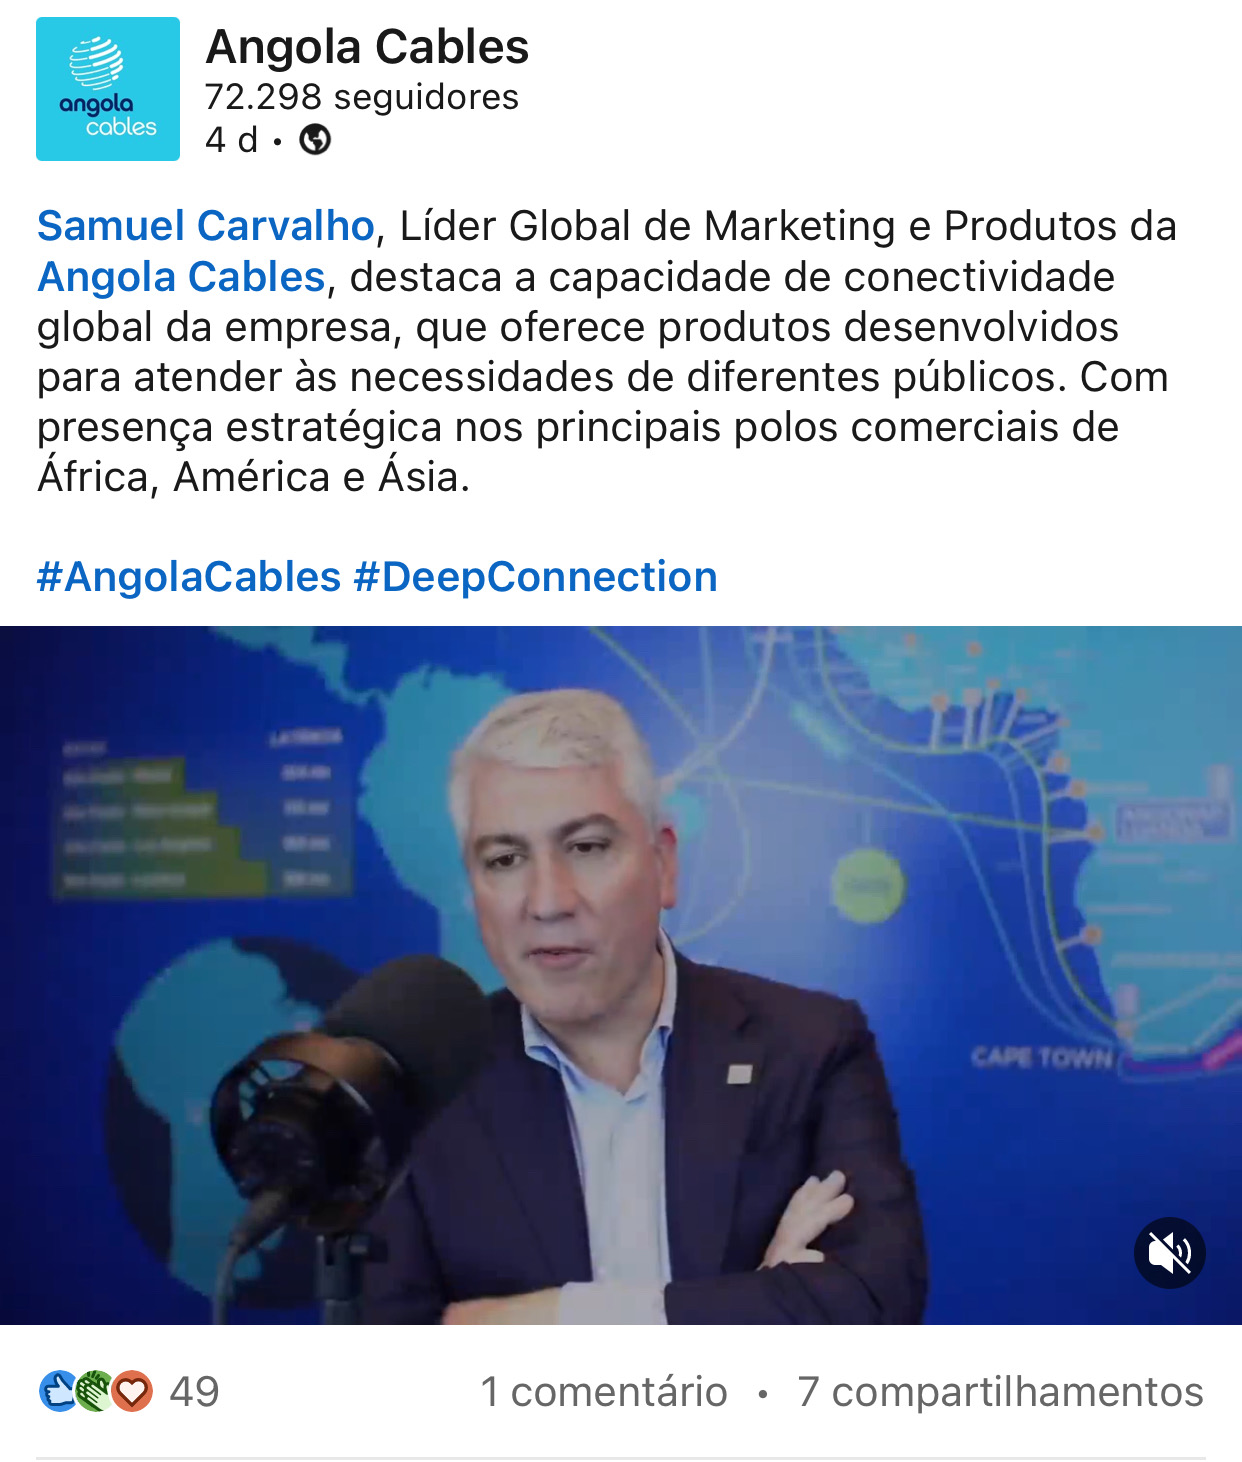 angola
cables
Angola Cables
72.298 seguidores
4 d •
Samuel Carvalho, Líder Global de Marketing e Produtos da
Angola Cables, destaca a capacidade de conectividade
global da empresa, que oferece produtos desenvolvidos
para atender às necessidades de diferentes públicos. Com
presença estratégica nos principais polos comerciais de
África, América e Ásia.
#AngolaCables #DeepConnection
LATÊNCIA
CAPE TOWN
49
1 comentário • 7 compartilhamentos